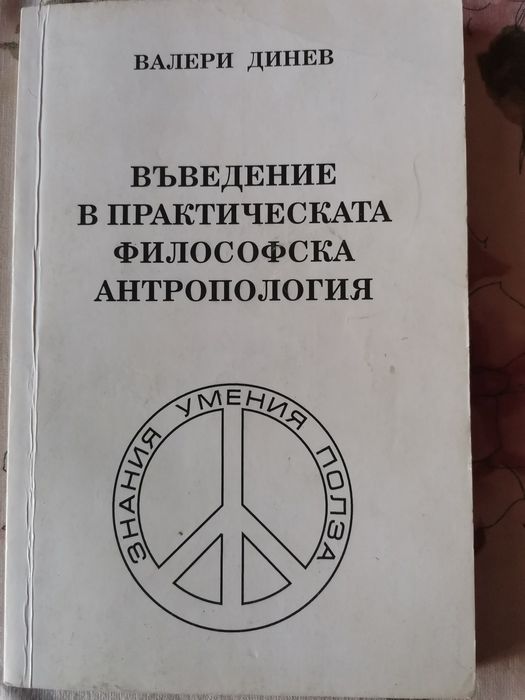 ВАЛЕРИ ДИНЕВ
ВЪВЕДЕНИЕ
В ПРАКТИЧЕСКАТА
ФИЛОСОФСКА
АНТРОПОЛОГИЯ
ЗНАНИЯ УМЕНИЯ ПОЛЗА